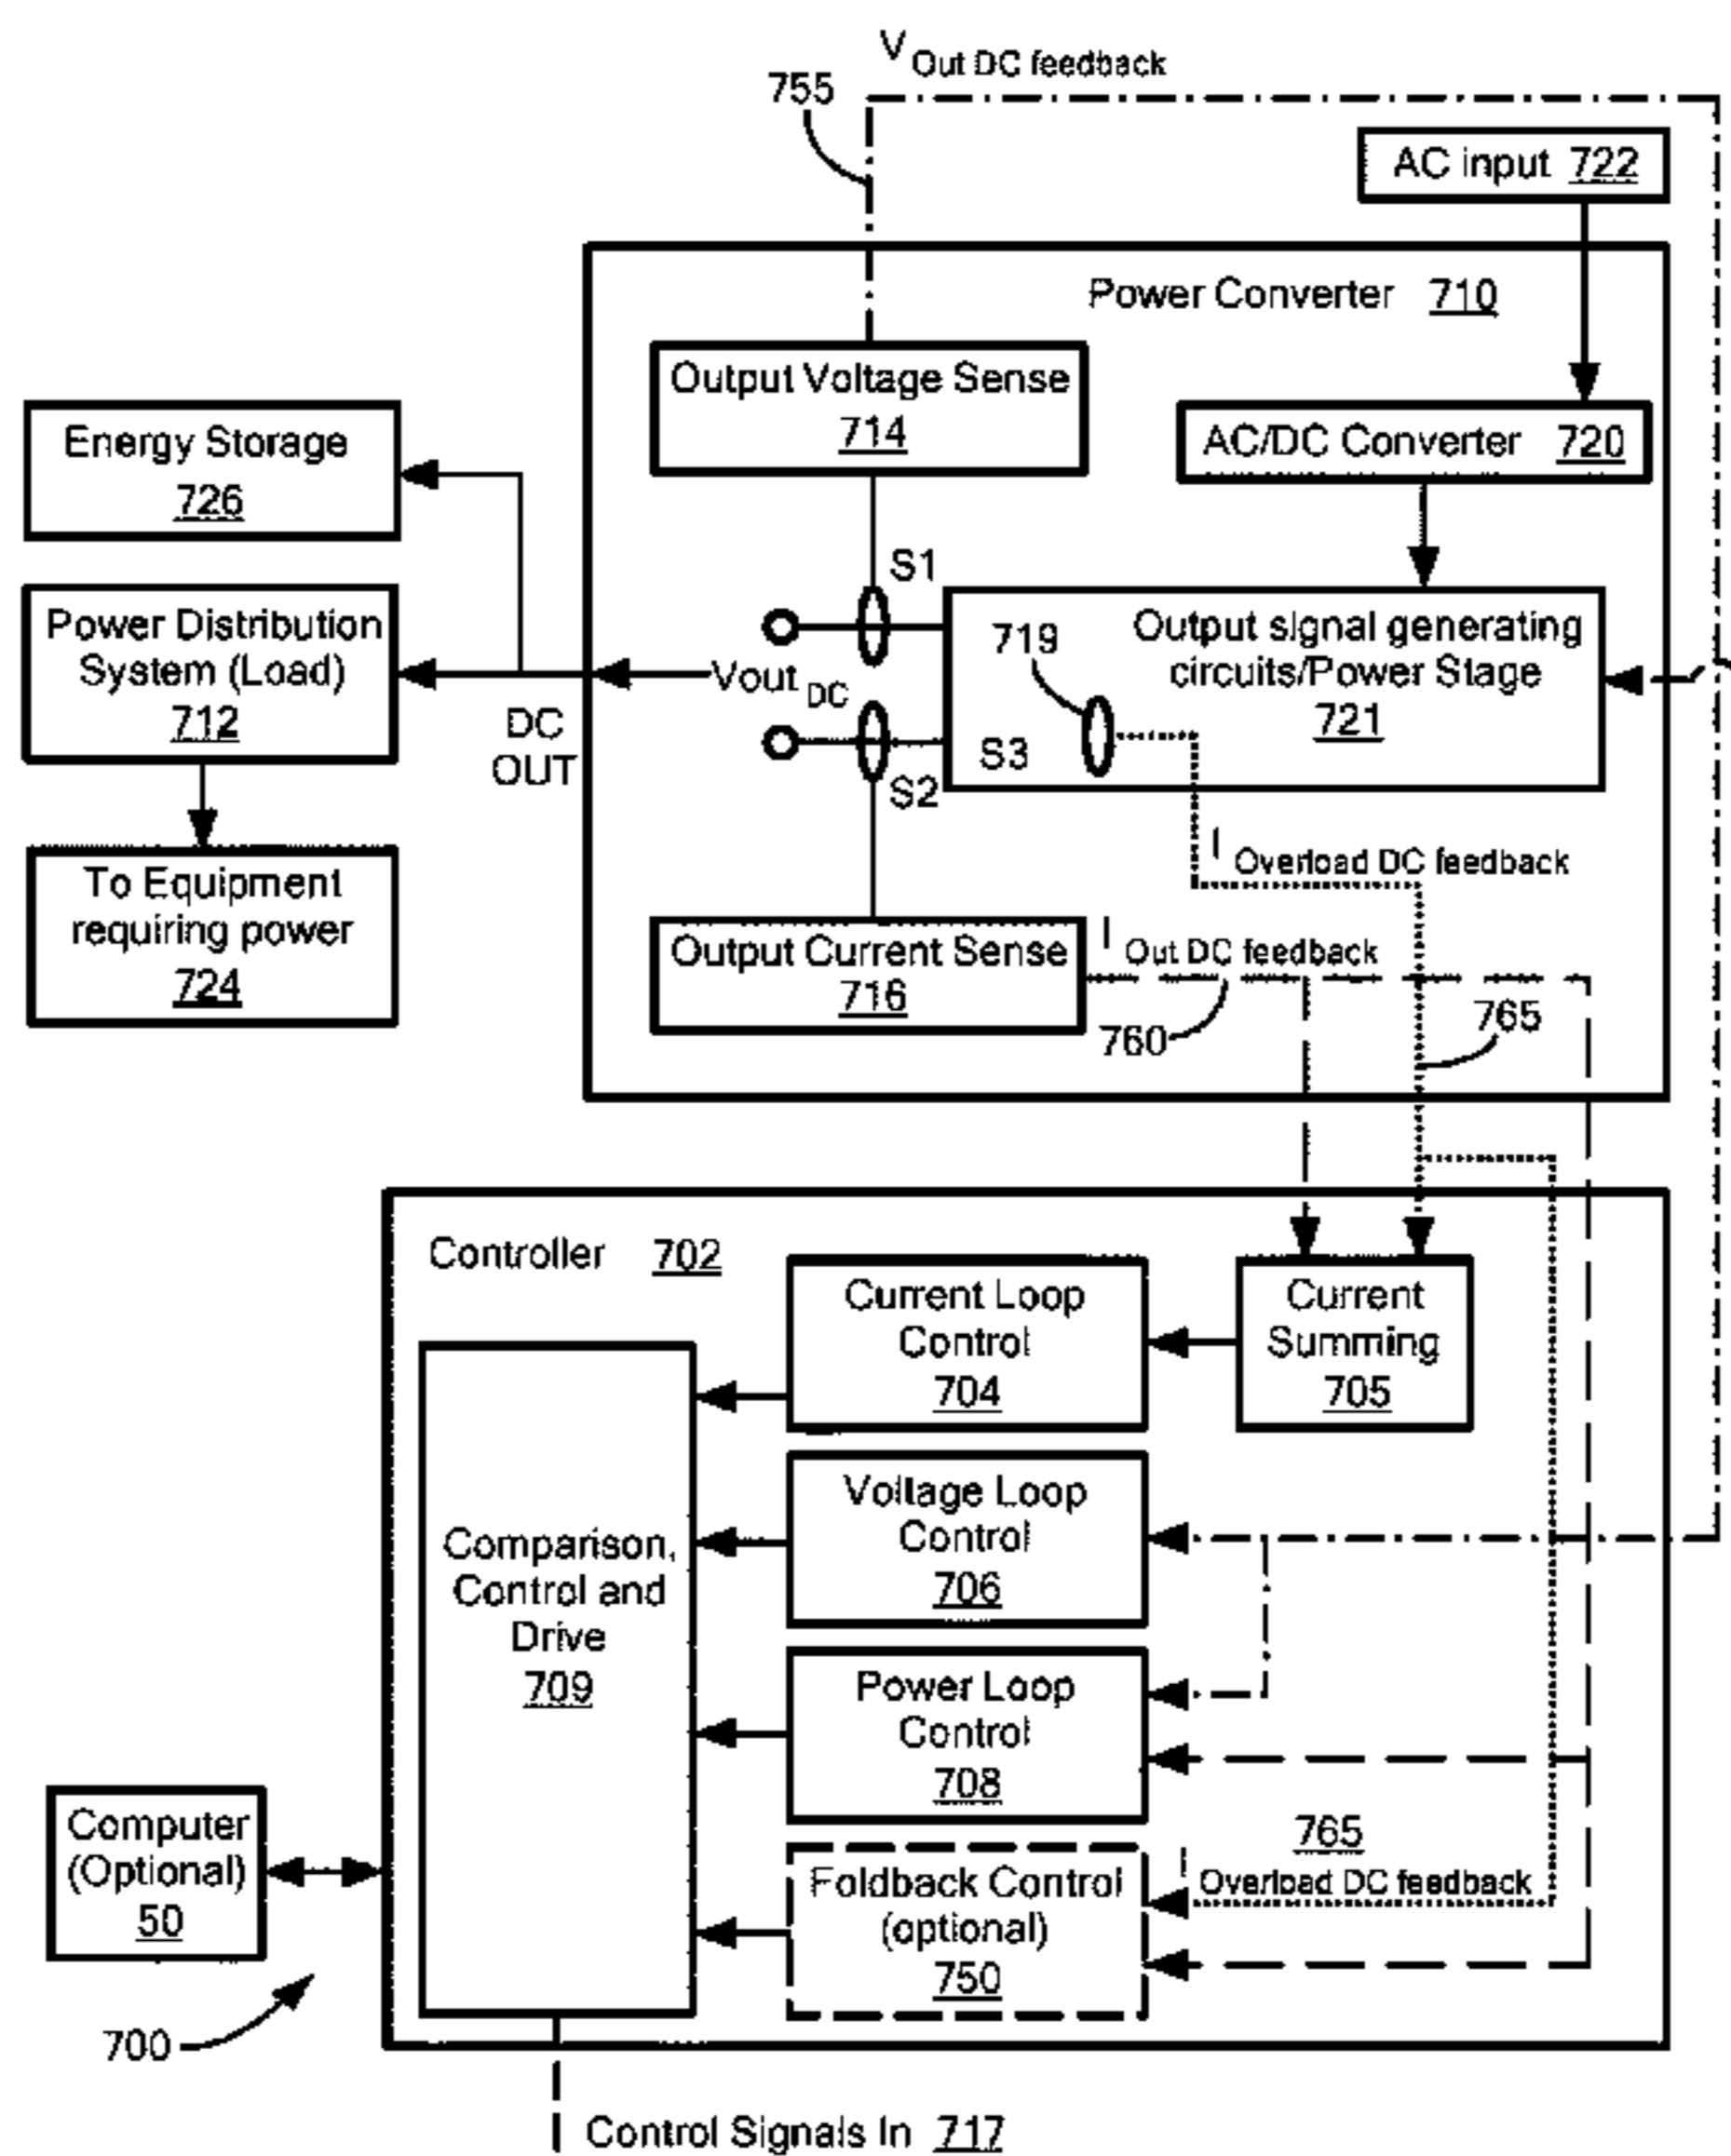 V Out DC feedback
755
AC input 722
Power Converter 710
Output Voltage Sense
714
Energy Storage
726
AC/DC Converter 720
S1
Power Distribution
System (Load)
712
Vout DC
DC
OUT
719
Output signal generating
circuits/Power Stage
721
S3
S2
I Overload DC feedback
To Equipment
requiring power
724
Output Current Sense
716
I Out DC feedback
760
765
Controller 702
Current Loop
Control
704
Current
Summing
705
Voltage Loop
Control
706
Comparison,
Control and
Drive
709
Power Loop
Control
708
Computer
(Optional)
50
Foldback Control
(optional)
750
765
I Overload DC feedback
700
Control Signals In 717